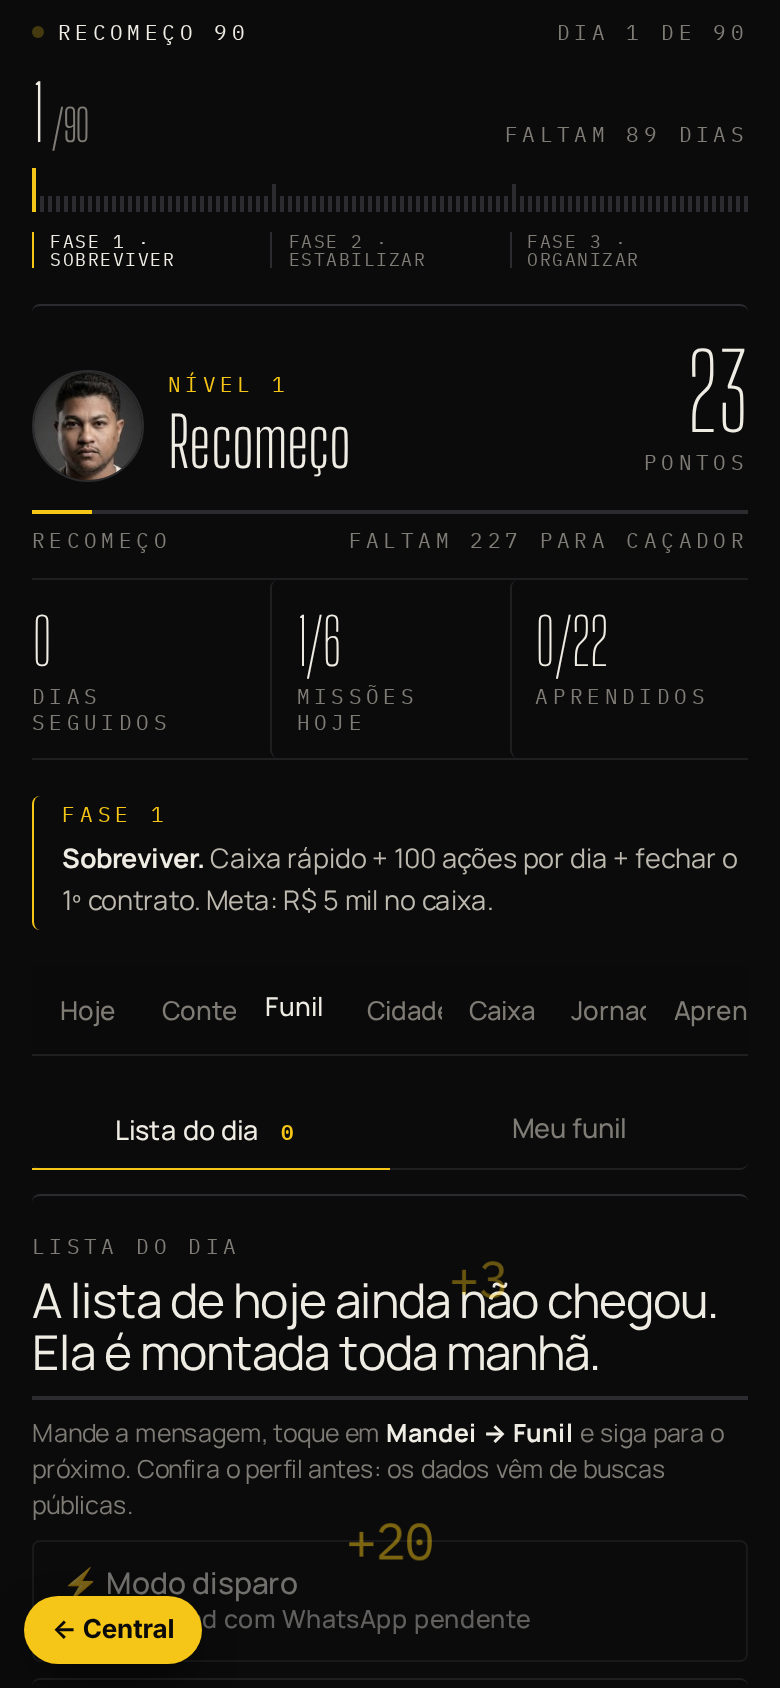 RECOMEÇO 90
DIA 1 DE 90
1 /90
FALTAM 89 DIAS
FASE 1 ·
SOBREVIVER
FASE 2 ·
ESTABILIZAR
FASE 3 ·
ORGANIZAR
NÍVEL 1
Recomeço
23
PONTOS
RECOMEÇO
FALTAM 227 PARA CAÇADOR
0
DIAS
SEGUIDOS
1/6
MISSÕES
HOJE
0/22
APRENDIDOS
FASE 1
Sobreviver. Caixa rápido + 100 ações por dia + fechar o
1º contrato. Meta: R$ 5 mil no caixa.
Hoje Conte Funil Cidade Caixa Jornad Apren
Lista do dia 0
Meu funil
LISTA DO DIA
+3
A lista de hoje ainda não chegou.
Ela é montada toda manhã.
Mande a mensagem, toque em Mandei → Funil e siga para o
próximo. Confira o perfil antes: os dados vêm de buscas
públicas.
+20
⚡ Modo disparo
d com WhatsApp pendente
← Central